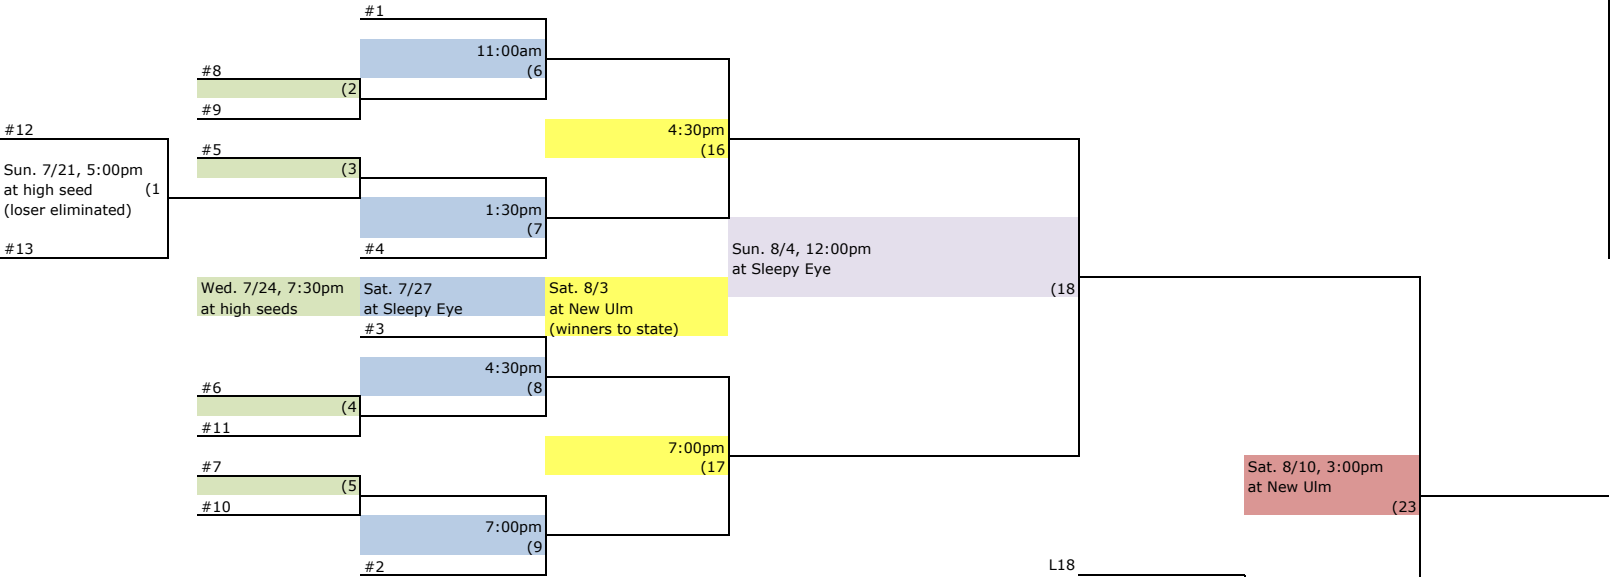 #1
11:00am
(6
#8
(2
#9
#12
4:30pm
(16
#5
(3
Sun. 7/21, 5:00pm
at high seed (1
(loser eliminated)
1:30pm
(7
#13
#4
Sun. 8/4, 12:00pm
at Sleepy Eye
(18
Wed. 7/24, 7:30pm
at high seeds
Sat. 7/27
at Sleepy Eye
Sat. 8/3
at New Ulm
(winners to state)
#3
4:30pm
(8
#6
(4
#11
7:00pm
(17
#7
(5
#10
Sat. 8/10, 3:00pm
at New Ulm
(23
7:00pm
(9
#2
L18